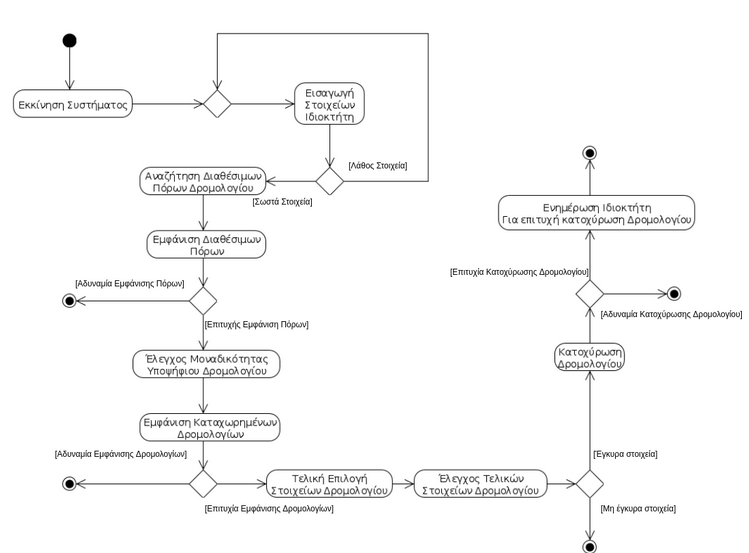 Εκκίνηση Συστήματος
Εισαγωγή
Στοιχείων
Ιδιοκτήτη
[Λάθος Στοιχεία]
Αναζήτηση Διαθέσιμων
Πόρων Δρομολογίου
[Σωστά Στοιχεία]
Εμφάνιση Διαθέσιμων
Πόρων
[Αδυναμία Εμφάνισης Πόρων]
[Επιτυχής Εμφάνιση Πόρων]
Έλεγχος Μοναδικότητας
Υποψήφιου Δρομολογίου
Εμφάνιση Καταχωρημένων
Δρομολογίων
[Αδυναμία Εμφάνισης Δρομολογίων]
[Επιτυχία Εμφάνισης Δρομολογίων]
Τελική Επιλογή
Στοιχείων Δρομολογίου
Έλεγχος Τελικών
Στοιχείων Δρομολογίου
[Έγκυρα στοιχεία]
[Μη έγκυρα στοιχεία]
Κατοχύρωση
Δρομολογίου
[Επιτυχία Κατοχύρωσης Δρομολογίου]
[Αδυναμία Κατοχύρωσης Δρομολογίου]
Ενημέρωση Ιδιοκτήτη
Για επιτυχή κατοχύρωση Δρομολογίου